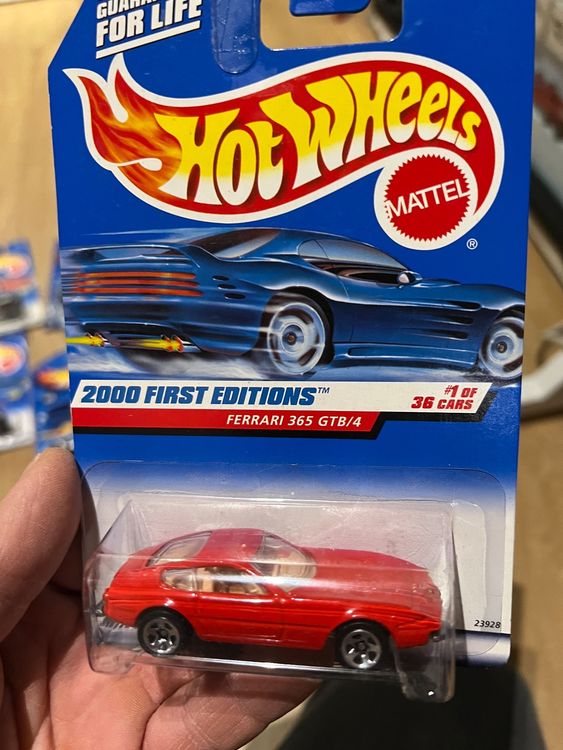 FOR LIFE
HOT WHEELS
MATTEL
®
2000 FIRST EDITIONS™
#1 OF
36 CARS
FERRARI 365 GTB/4
23928